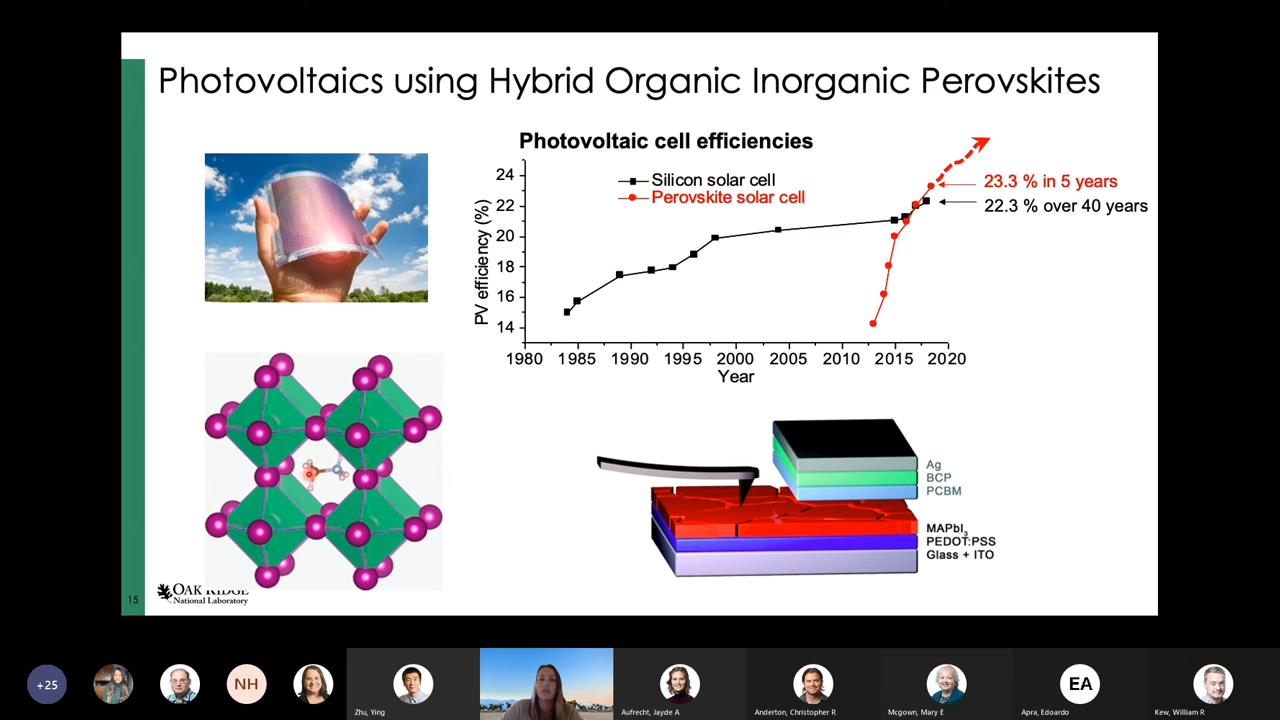 Photovoltaics using Hybrid Organic Inorganic Perovskites
Photovoltaic cell efficiencies
Silicon solar cell
Perovskite solar cell
23.3 % in 5 years
22.3 % over 40 years
PV efficiency (%)
24
22
20
18
16
14
1980 1985 1990 1995 2000 2005 2010 2015 2020
Year
Ag
BCP
PCBM
MAPbI3
PEDOT:PSS
Glass + ITO
15
OAK RIDGE
National Laboratory
+25
NH
EA
Zhu, Ying
Aufrecht, Jayde A
Anderton, Christopher R
Mcgown, Mary E
Apra, Edoardo
Kew, William R